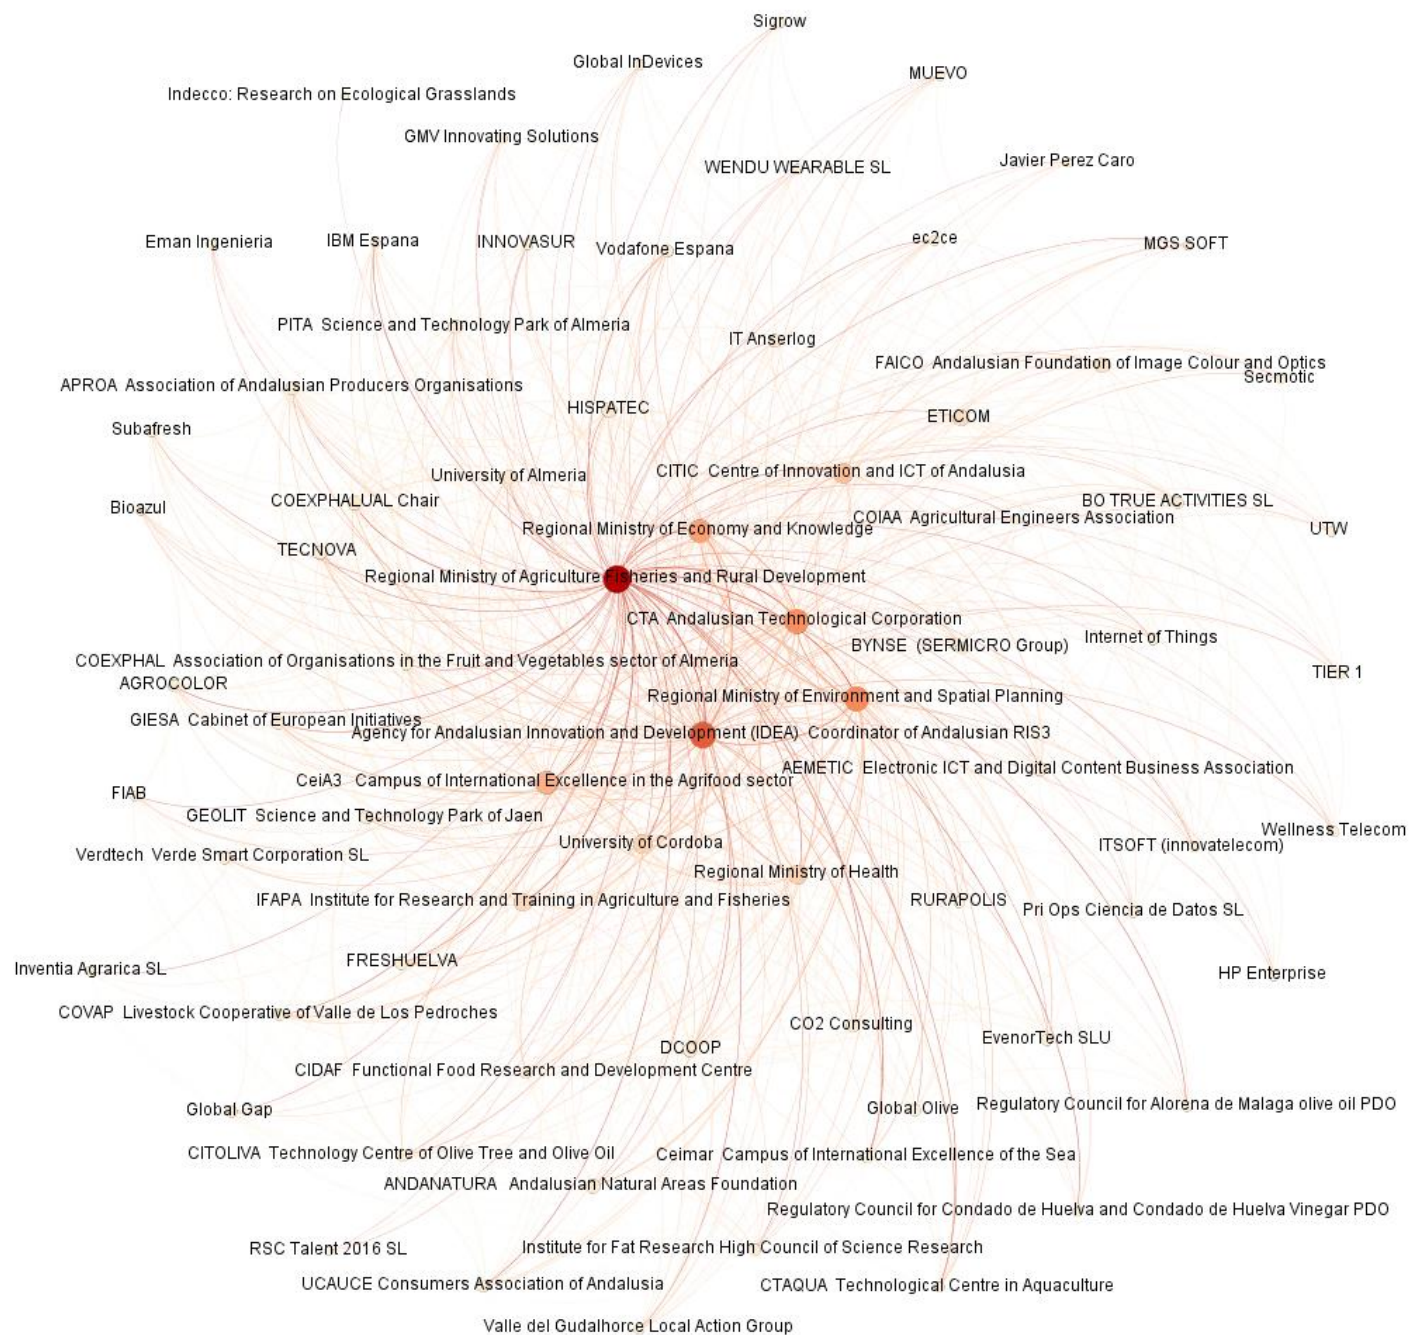 Sigrow
Global InDevices
MUEVO
Indecco: Research on Ecological Grasslands
GMV Innovating Solutions
WENDU WEARABLE SL
Javier Perez Caro
Eman Ingenieria
IBM Espana
INNOVASUR
Vodafone Espana
ec2ce
MGS SOFT
PITA Science and Technology Park of Almeria
IT Anserlog
FAICO Andalusian Foundation of Image Colour and Optics
Secmotic
APROA Association of Andalusian Producers Organisations
HISPATEC
ETICOM
Subafresh
University of Almeria
CITIC Centre of Innovation and ICT of Andalusia
Bioazul
COEXPHALUAL Chair
BO TRUE ACTIVITIES SL
COIAA Agricultural Engineers Association
Regional Ministry of Economy and Knowledge
UTW
TECNOVA
Regional Ministry of Agriculture Fisheries and Rural Development
CTA Andalusian Technological Corporation
Internet of Things
BYNSE (SERMICRO Group)
COEXPHAL Association of Organisations in the Fruit and Vegetables sector of Almeria
TIER 1
AGROCOLOR
Regional Ministry of Environment and Spatial Planning
GIESA Cabinet of European Initiatives
Agency for Andalusian Innovation and Development (IDEA) Coordinator of Andalusian RIS3
AEMETIC Electronic ICT and Digital Content Business Association
CeiA3 Campus of International Excellence in the Agrifood sector
FIAB
GEOLIT Science and Technology Park of Jaen
Wellness Telecom
University of Cordoba
ITSOFT (innovatelecom)
Verdtech Verde Smart Corporation SL
Regional Ministry of Health
IFAPA Institute for Research and Training in Agriculture and Fisheries
RURAPOLIS
Pri Ops Ciencia de Datos SL
FRESHUELVA
Inventia Agrarica SL
HP Enterprise
COVAP Livestock Cooperative of Valle de Los Pedroches
CO2 Consulting
EvenorTech SLU
DCOOP
CIDAF Functional Food Research and Development Centre
Global Gap
Global Olive
Regulatory Council for Alorena de Malaga olive oil PDO
CITOLIVA Technology Centre of Olive Tree and Olive Oil
Ceimar Campus of International Excellence of the Sea
ANDANATURA Andalusian Natural Areas Foundation
Regulatory Council for Condado de Huelva and Condado de Huelva Vinegar PDO
RSC Talent 2016 SL
Institute for Fat Research High Council of Science Research
UCAUCE Consumers Association of Andalusia
CTAQUA Technological Centre in Aquaculture
Valle del Gudalhorce Local Action Group